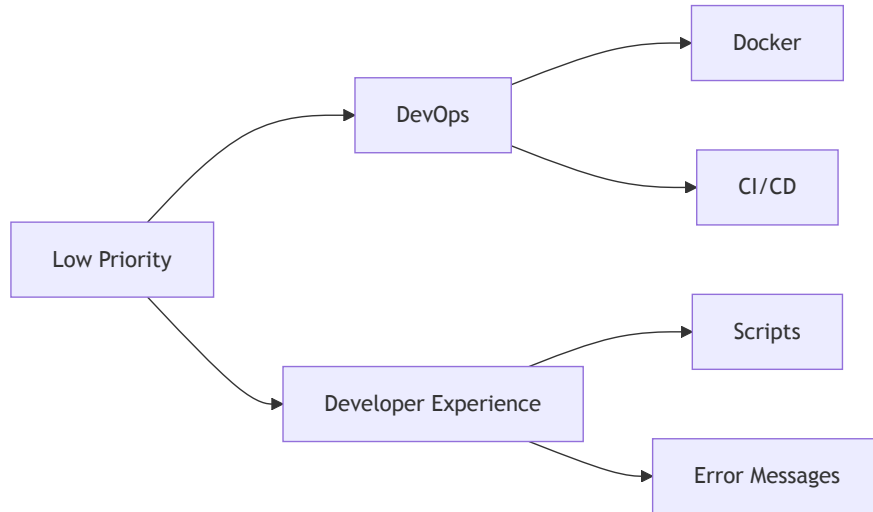 Docker
DevOps
CI/CD
Low Priority
Scripts
Developer Experience
Error Messages